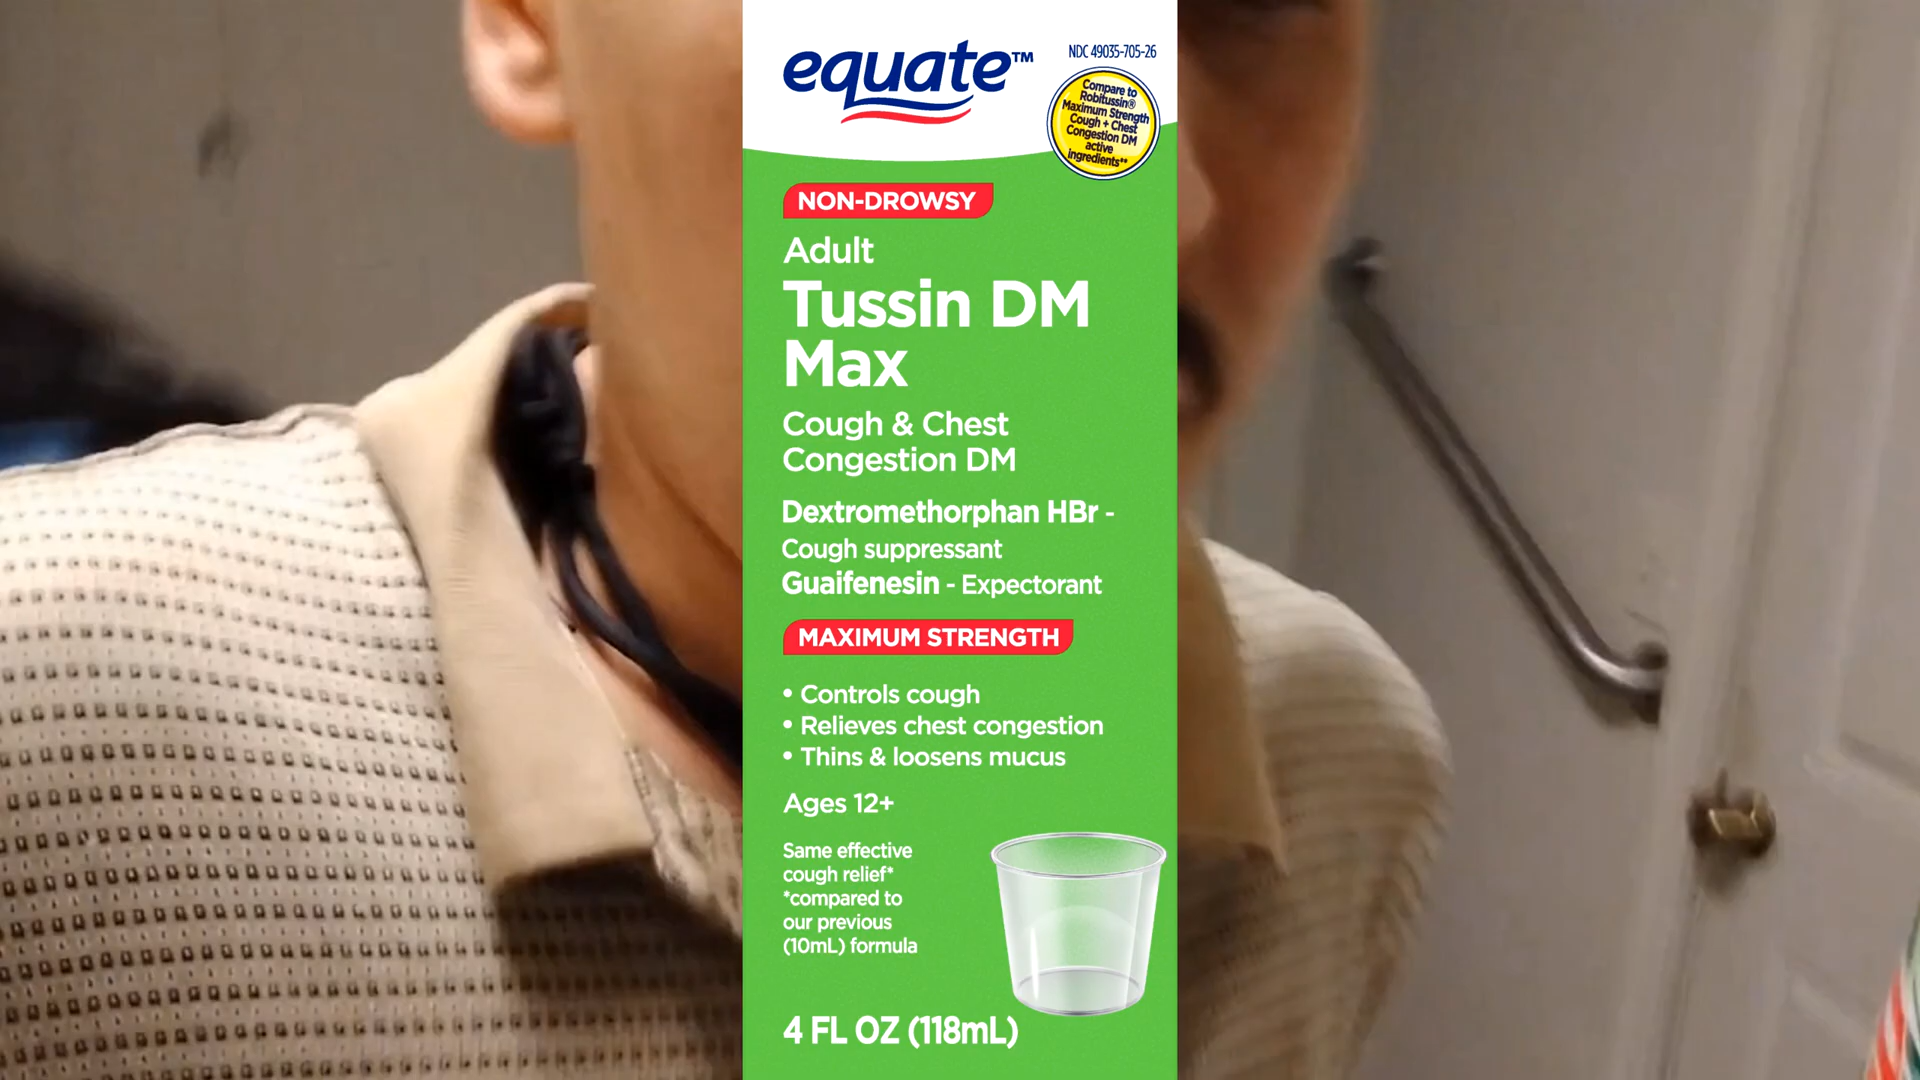 equate™
NDC 49035-705-26
Compare to
Robitussin®
Maximum Strength
Cough + Chest
Congestion DM
active
ingredients**
NON-DROWSY
Adult
Tussin DM
Max
Cough & Chest
Congestion DM
Dextromethorphan HBr -
Cough suppressant
Guaifenesin - Expectorant
MAXIMUM STRENGTH
• Controls cough
• Relieves chest congestion
• Thins & loosens mucus
Ages 12+
Same effective
cough relief*
*compared to
our previous
(10mL) formula
4 FL OZ (118mL)